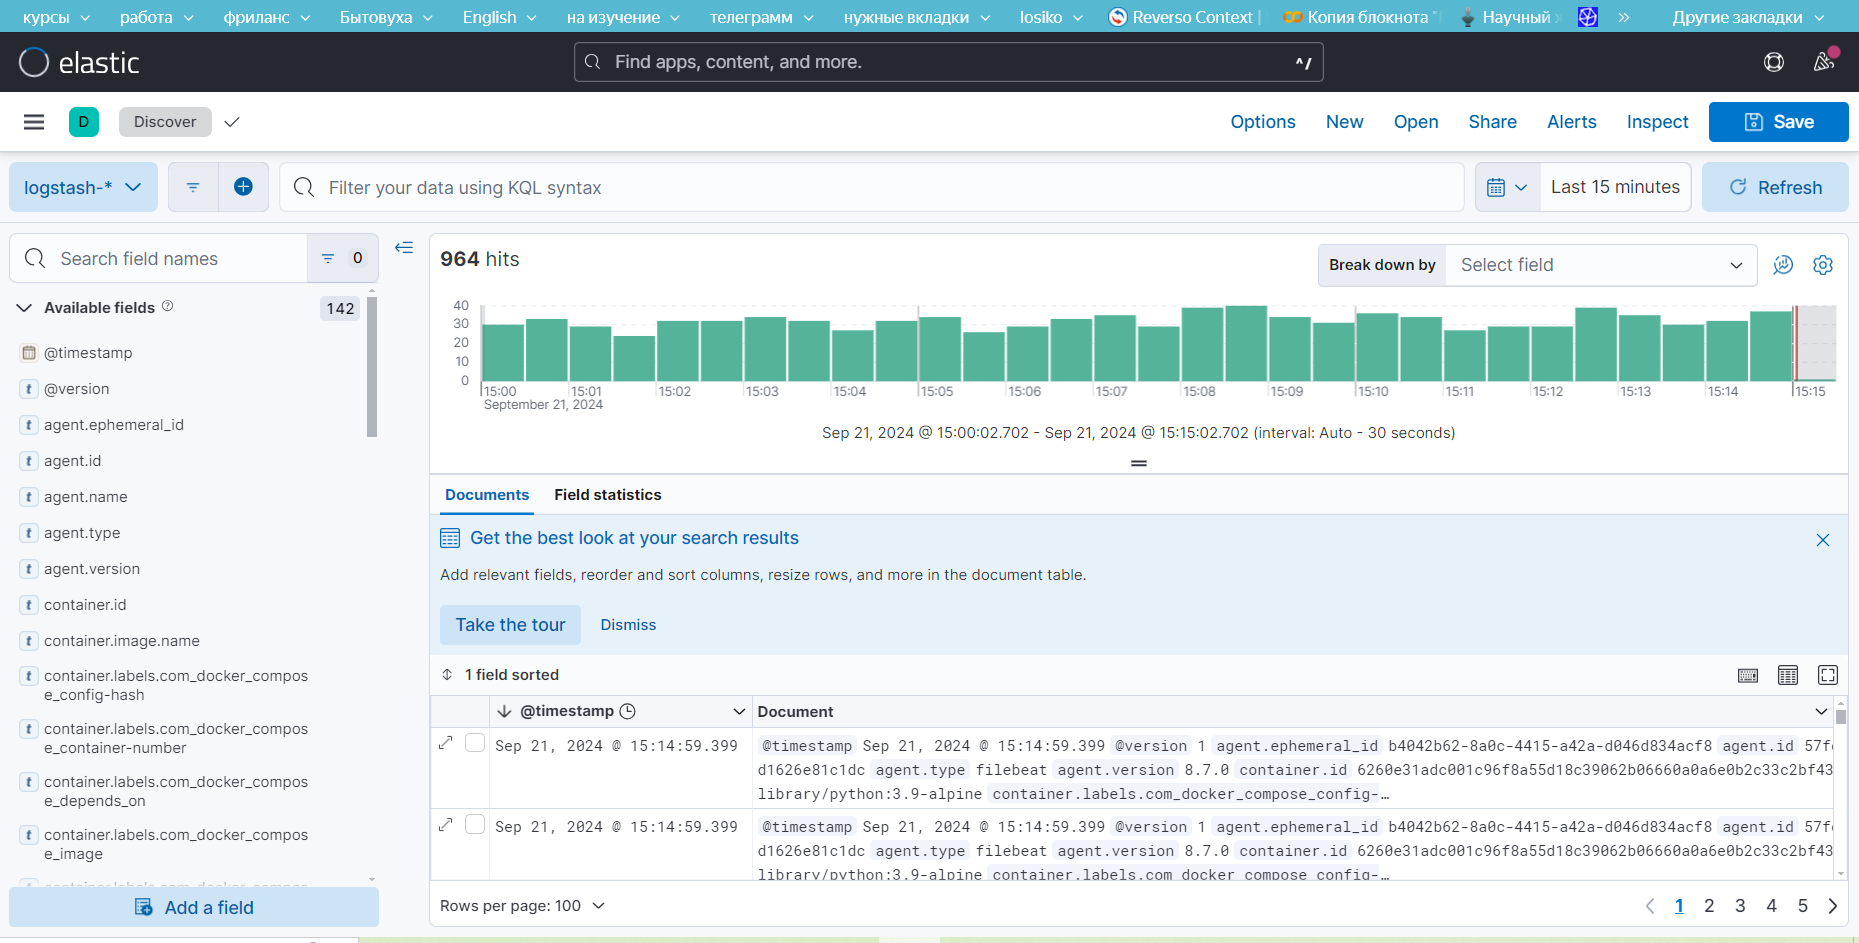 курсы работа фриланс Бытовуха English на изучение телеграмм нужные вкладки losiko Reverso Context Копия блокнота " Научный Другие закладки
elastic Find apps, content, and more. ^/
D Discover Options New Open Share Alerts Inspect Save
logstash-* Filter your data using KQL syntax Last 15 minutes Refresh
Search field names 0
Available fields 142
@timestamp
@version
agent.ephemeral_id
agent.id
agent.name
agent.type
agent.version
container.id
container.image.name
container.labels.com_docker_compos
e_config-hash
container.labels.com_docker_compos
e_container-number
container.labels.com_docker_compos
e_depends_on
container.labels.com_docker_compos
e_image
Add a field
964 hits
Break down by Select field
40
30
20
10
0
15:00 15:01 15:02 15:03 15:04 15:05 15:06 15:07 15:08 15:09 15:10 15:11 15:12 15:13 15:14 15:15
September 21, 2024
Sep 21, 2024 @ 15:00:02.702 - Sep 21, 2024 @ 15:15:02.702 (interval: Auto - 30 seconds)
Documents Field statistics
Get the best look at your search results
Add relevant fields, reorder and sort columns, resize rows, and more in the document table.
Take the tour Dismiss
1 field sorted
@timestamp Document
Sep 21, 2024 @ 15:14:59.399 @timestamp Sep 21, 2024 @ 15:14:59.399 @version 1 agent.ephemeral_id b4042b62-8a0c-4415-a42a-d046d834acf8 agent.id 57f
d1626e81c1dc agent.type filebeat agent.version 8.7.0 container.id 6260e31adc001c96f8a55d18c39062b06660a0a6e0b2c33c2bf43
library/python:3.9-alpine container.labels.com_docker_compose_config-…
Sep 21, 2024 @ 15:14:59.399 @timestamp Sep 21, 2024 @ 15:14:59.399 @version 1 agent.ephemeral_id b4042b62-8a0c-4415-a42a-d046d834acf8 agent.id 57f
d1626e81c1dc agent.type filebeat agent.version 8.7.0 container.id 6260e31adc001c96f8a55d18c39062b06660a0a6e0b2c33c2bf43
library/python:3.9-alpine container.labels.com_docker_compose_config-…
Rows per page: 100 1 2 3 4 5